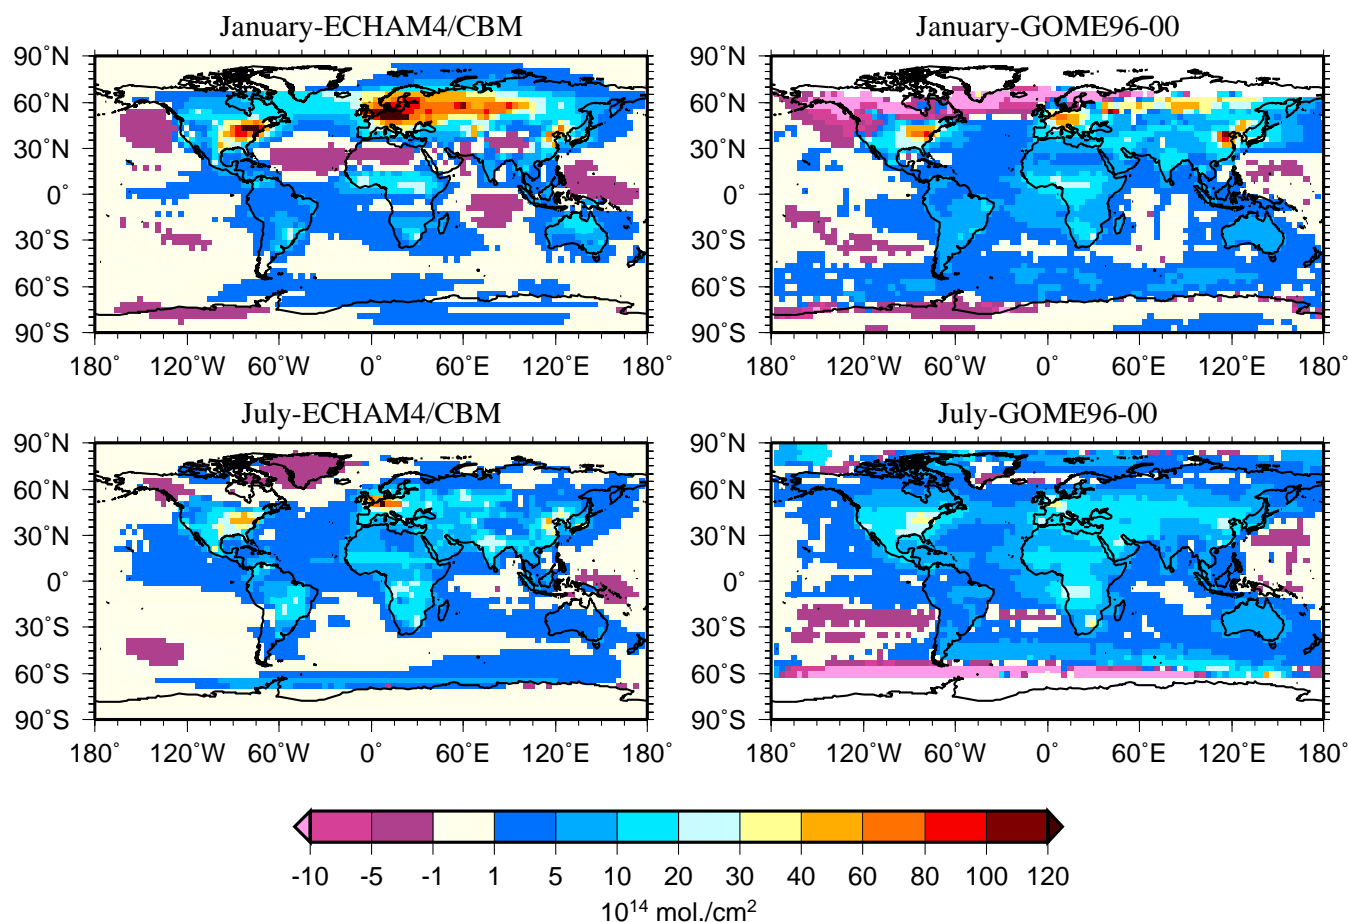 January-ECHAM4/CBM
January-GOME96-00
90˚N
60˚N
30˚N
0˚
30˚S
60˚S
90˚S
180˚ 120˚W 60˚W 0˚ 60˚E 120˚E 180˚
90˚N
60˚N
30˚N
0˚
30˚S
60˚S
90˚S
180˚ 120˚W 60˚W 0˚ 60˚E 120˚E 180˚
July-ECHAM4/CBM
July-GOME96-00
90˚N
60˚N
30˚N
0˚
30˚S
60˚S
90˚S
180˚ 120˚W 60˚W 0˚ 60˚E 120˚E 180˚
90˚N
60˚N
30˚N
0˚
30˚S
60˚S
90˚S
180˚ 120˚W 60˚W 0˚ 60˚E 120˚E 180˚
-10 -5 -1 1 5 10 20 30 40 60 80 100 120
10¹⁴ mol./cm²